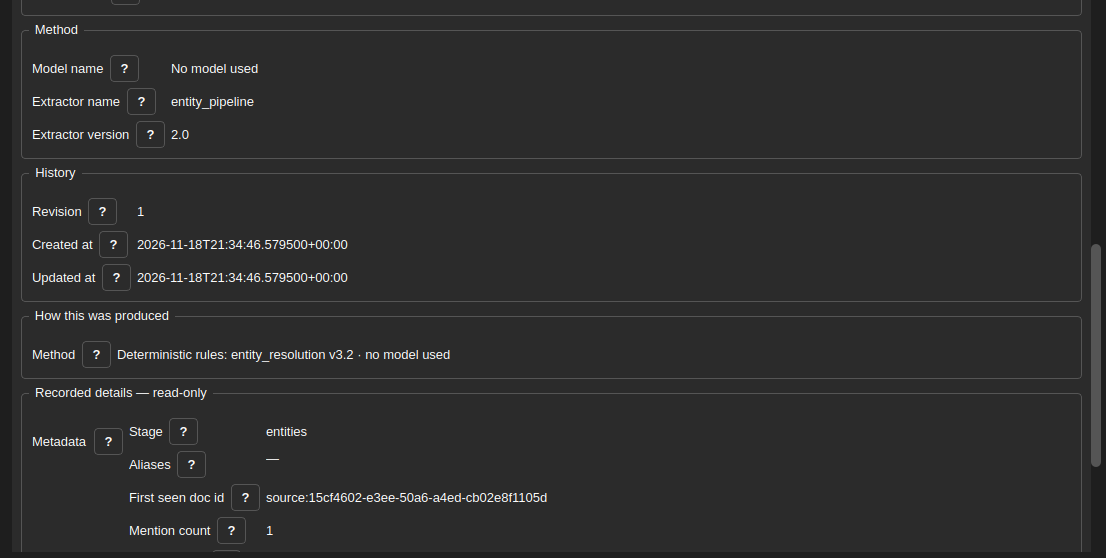 Method
Model name ? No model used
Extractor name ? entity_pipeline
Extractor version ? 2.0
History
Revision ? 1
Created at ? 2026-11-18T21:34:46.579500+00:00
Updated at ? 2026-11-18T21:34:46.579500+00:00
How this was produced
Method ? Deterministic rules: entity_resolution v3.2 · no model used
Recorded details — read-only
Metadata ?
Stage ? entities
Aliases ? —
First seen doc id ? source:15cf4602-e3ee-50a6-a4ed-cb02e8f1105d
Mention count ? 1